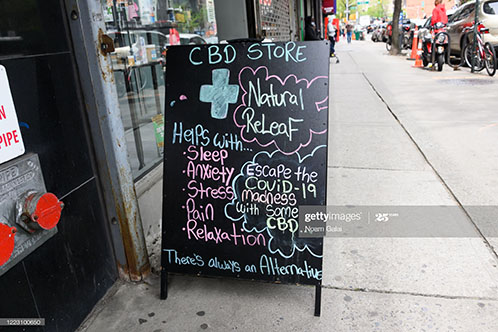 CBD STORE
Natural
ReLeaF
Helps with...
• Sleep
• Anxiety
• Stress
• Pain
• Relaxation
Escape the
CoViD-19
madness
with some
CBD
There's always an Alternative
N
PIPE
gettyimages®
Noam Galai
25
1223100650